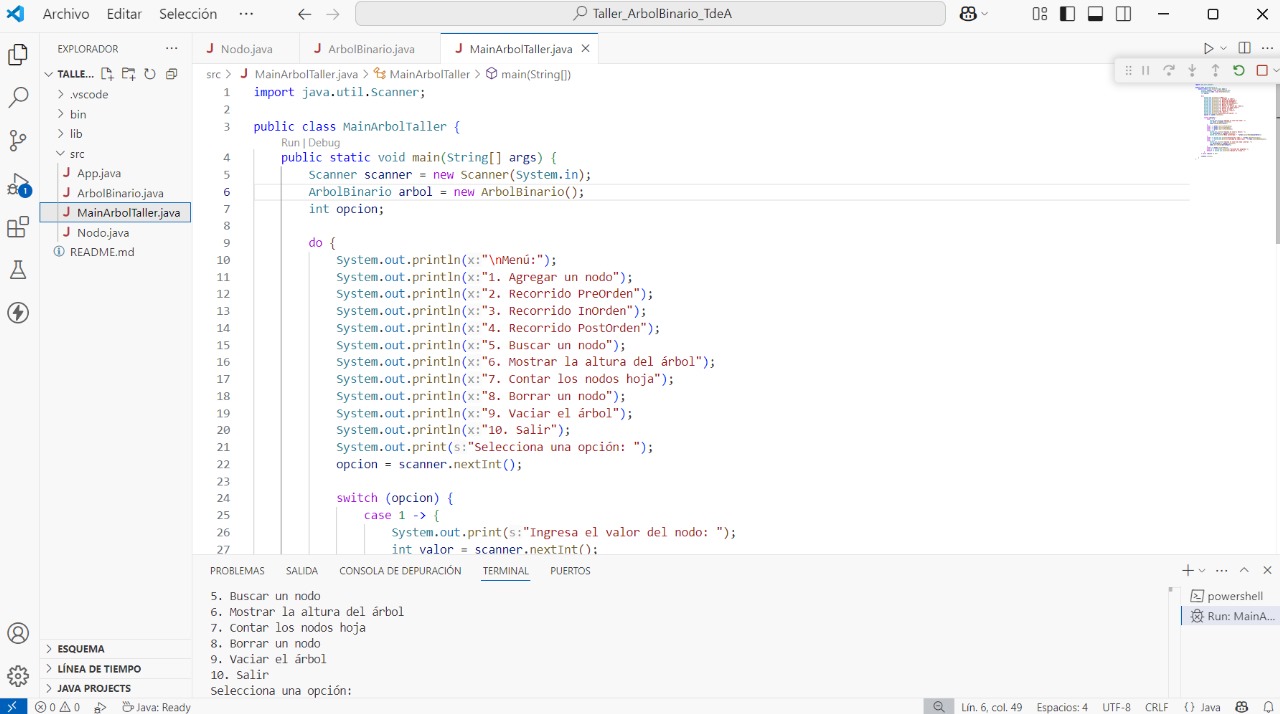 Archivo Editar Selección ··· Taller_ArbolBinario_TdeA
EXPLORADOR ···
TALLE...
.vscode
bin
lib
src
App.java
ArbolBinario.java
MainArbolTaller.java
Nodo.java
README.md
ESQUEMA
LÍNEA DE TIEMPO
JAVA PROJECTS
Nodo.java ArbolBinario.java MainArbolTaller.java
src > MainArbolTaller.java > MainArbolTaller > main(String[])
1 import java.util.Scanner;
2
3 public class MainArbolTaller {
Run | Debug
4 public static void main(String[] args) {
5 Scanner scanner = new Scanner(System.in);
6 ArbolBinario arbol = new ArbolBinario();
7 int opcion;
8
9 do {
10 System.out.println(x:"\nMenú:");
11 System.out.println(x:"1. Agregar un nodo");
12 System.out.println(x:"2. Recorrido PreOrden");
13 System.out.println(x:"3. Recorrido InOrden");
14 System.out.println(x:"4. Recorrido PostOrden");
15 System.out.println(x:"5. Buscar un nodo");
16 System.out.println(x:"6. Mostrar la altura del árbol");
17 System.out.println(x:"7. Contar los nodos hoja");
18 System.out.println(x:"8. Borrar un nodo");
19 System.out.println(x:"9. Vaciar el árbol");
20 System.out.println(x:"10. Salir");
21 System.out.print(s:"Selecciona una opción: ");
22 opcion = scanner.nextInt();
23
24 switch (opcion) {
25 case 1 -> {
26 System.out.print(s:"Ingresa el valor del nodo: ");
27 int valor = scanner.nextInt();
PROBLEMAS SALIDA CONSOLA DE DEPURACIÓN TERMINAL PUERTOS
5. Buscar un nodo
6. Mostrar la altura del árbol
7. Contar los nodos hoja
8. Borrar un nodo
9. Vaciar el árbol
10. Salir
Selecciona una opción:
powershell
Run: MainA...
0 0 Java: Ready Lín. 6, col. 49 Espacios: 4 UTF-8 CRLF {} Java